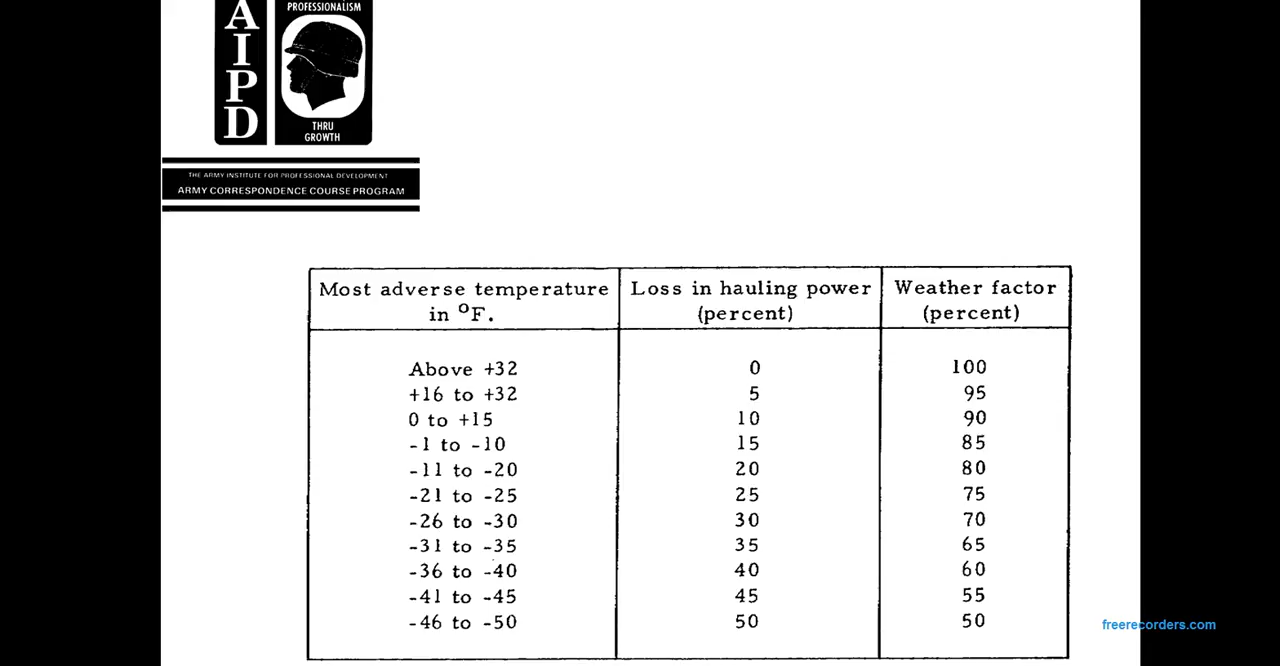 A
I
P
D
PROFESSIONALISM
THRU
GROWTH
THE ARMY INSTITUTE FOR PROFESSIONAL DEVELOPMENT
ARMY CORRESPONDENCE COURSE PROGRAM
Most adverse temperature in °F. Loss in hauling power (percent) Weather factor (percent)
Above +32 0 100
+16 to +32 5 95
0 to +15 10 90
-1 to -10 15 85
-11 to -20 20 80
-21 to -25 25 75
-26 to -30 30 70
-31 to -35 35 65
-36 to -40 40 60
-41 to -45 45 55
-46 to -50 50 50
freerecorders.com